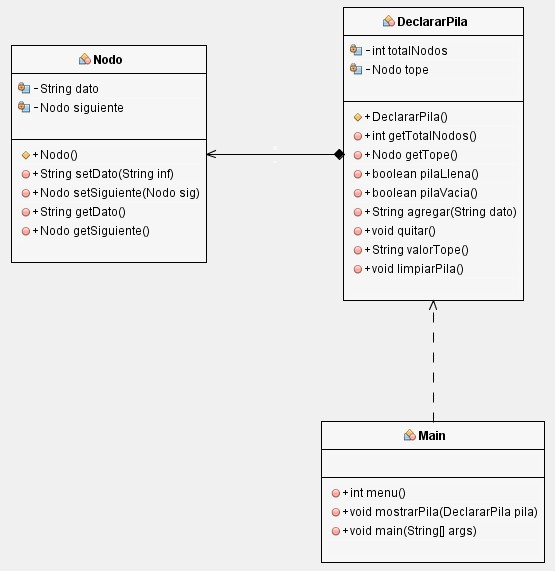 Nodo
-String dato
-Nodo siguiente
+Nodo()
+String setDato(String inf)
+Nodo setSiguiente(Nodo sig)
+String getDato()
+Nodo getSiguiente()
DeclararPila
-int totalNodos
-Nodo tope
+DeclararPila()
+int getTotalNodos()
+Nodo getTope()
+boolean pilaLlena()
+boolean pilaVacia()
+String agregar(String dato)
+void quitar()
+String valorTope()
+void limpiarPila()
Main
+int menu()
+void mostrarPila(DeclararPila pila)
+void main(String[] args)